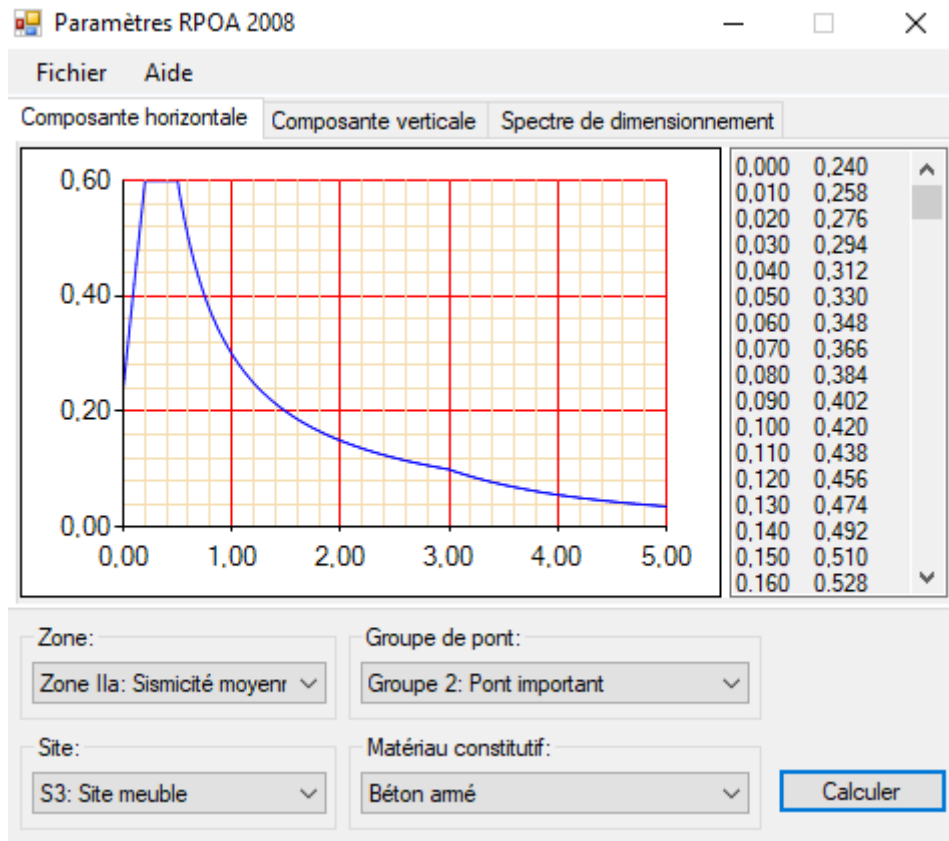 Paramètres RPOA 2008
Fichier Aide
Composante horizontale Composante verticale Spectre de dimensionnement
0.60
0.40
0.20
0.00
0,00 1,00 2,00 3,00 4,00 5,00
0,000 0,240
0,010 0,258
0,020 0,276
0,030 0,294
0,040 0,312
0,050 0,330
0,060 0,348
0,070 0,366
0,080 0,384
0,090 0,402
0,100 0,420
0,110 0,438
0,120 0,456
0,130 0,474
0,140 0,492
0,150 0,510
0.160 0.528
Zone:
Zone IIa: Sismicité moyenr
Groupe de pont:
Groupe 2: Pont important
Site:
S3: Site meuble
Matériau constitutif:
Béton armé
Calculer